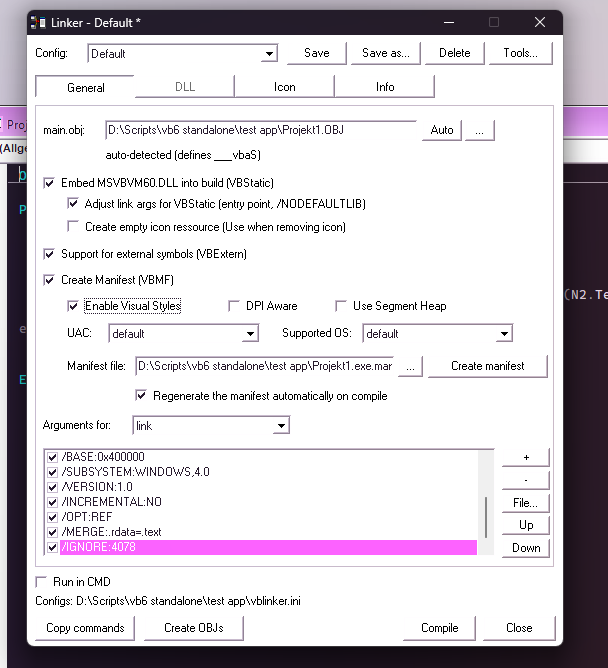 Linker - Default *
Config: Default Save Save as... Delete Tools...
General DLL Icon Info
main.obj: D:\Scripts\vb6 standalone\test app\Projekt1.OBJ Auto ...
auto-detected (defines ___vbaS)
Embed MSVBVM60.DLL into build (VBStatic)
Adjust link args for VBStatic (entry point, /NODEFAULTLIB)
Create empty icon ressource (Use when removing icon)
Support for external symbols (VBExtern)
Create Manifest (VBMF)
Enable Visual Styles DPI Aware Use Segment Heap
UAC: default Supported OS: default
Manifest file: D:\Scripts\vb6 standalone\test app\Projekt1.exe.mar ... Create manifest
Regenerate the manifest automatically on compile
Arguments for: link
/BASE:0x400000 +
/SUBSYSTEM:WINDOWS,4.0 -
/VERSION:1.0
/INCREMENTAL:NO File...
/OPT:REF Up
/MERGE:.rdata=.text
/IGNORE:4078 Down
Run in CMD
Configs: D:\Scripts\vb6 standalone\test app\vblinker.ini
Copy commands Create OBJs Compile Close
Proj
(Allge
O
P
(N2.Te
e
E